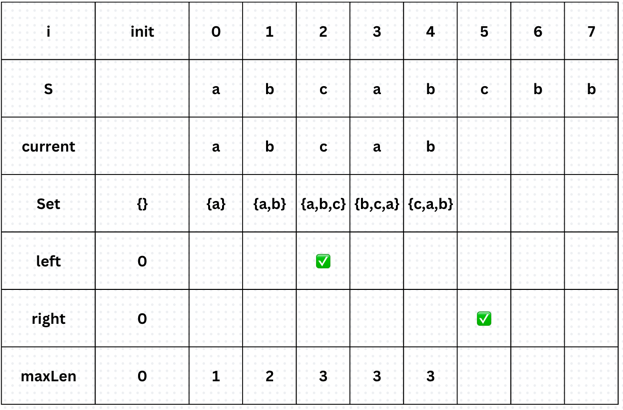 i init 0 1 2 3 4 5 6 7
S a b c a b c b b
current a b c a b
Set {} {a} {a,b} {a,b,c} {b,c,a} {c,a,b}
left 0 ✅
right 0 ✅
maxLen 0 1 2 3 3 3